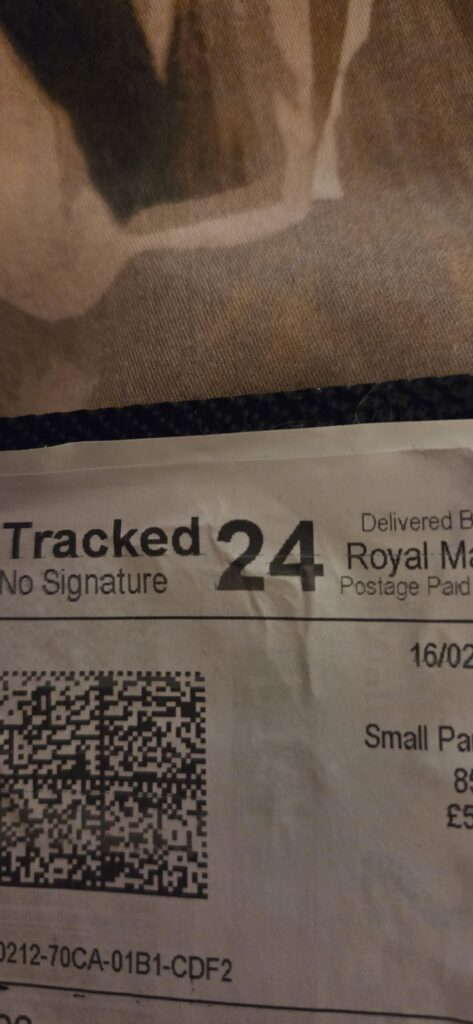 Tracked 24
No Signature
Delivered B
Royal Ma
Postage Paid
16/02
Small Pa
85
£5
0212-70CA-01B1-CDF2